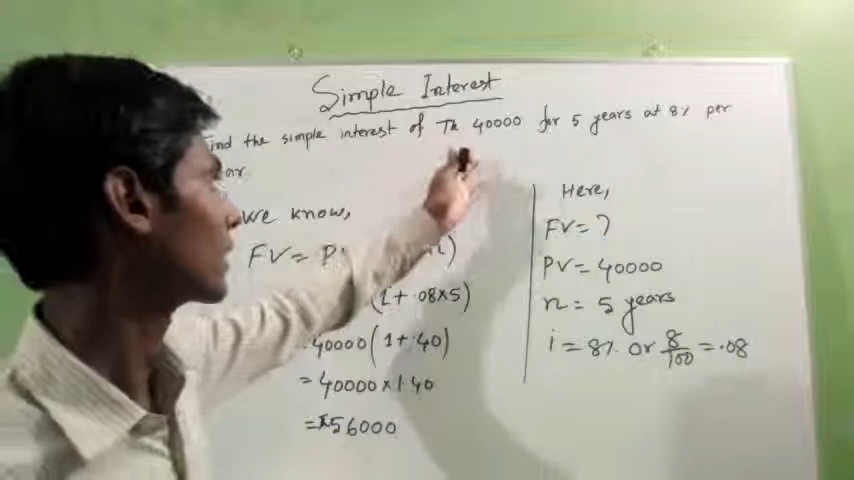 Simple Interest
ind the simple interest of Tk 40000 for 5 years at 8% per
ar
we know,
FV = P
(1+ .08×5)
.40000(1+.40)
= 40000×1.40
= 56000
Here,
FV = ?
PV = 40000
n = 5 years
i = 8% or 8/100 = .08